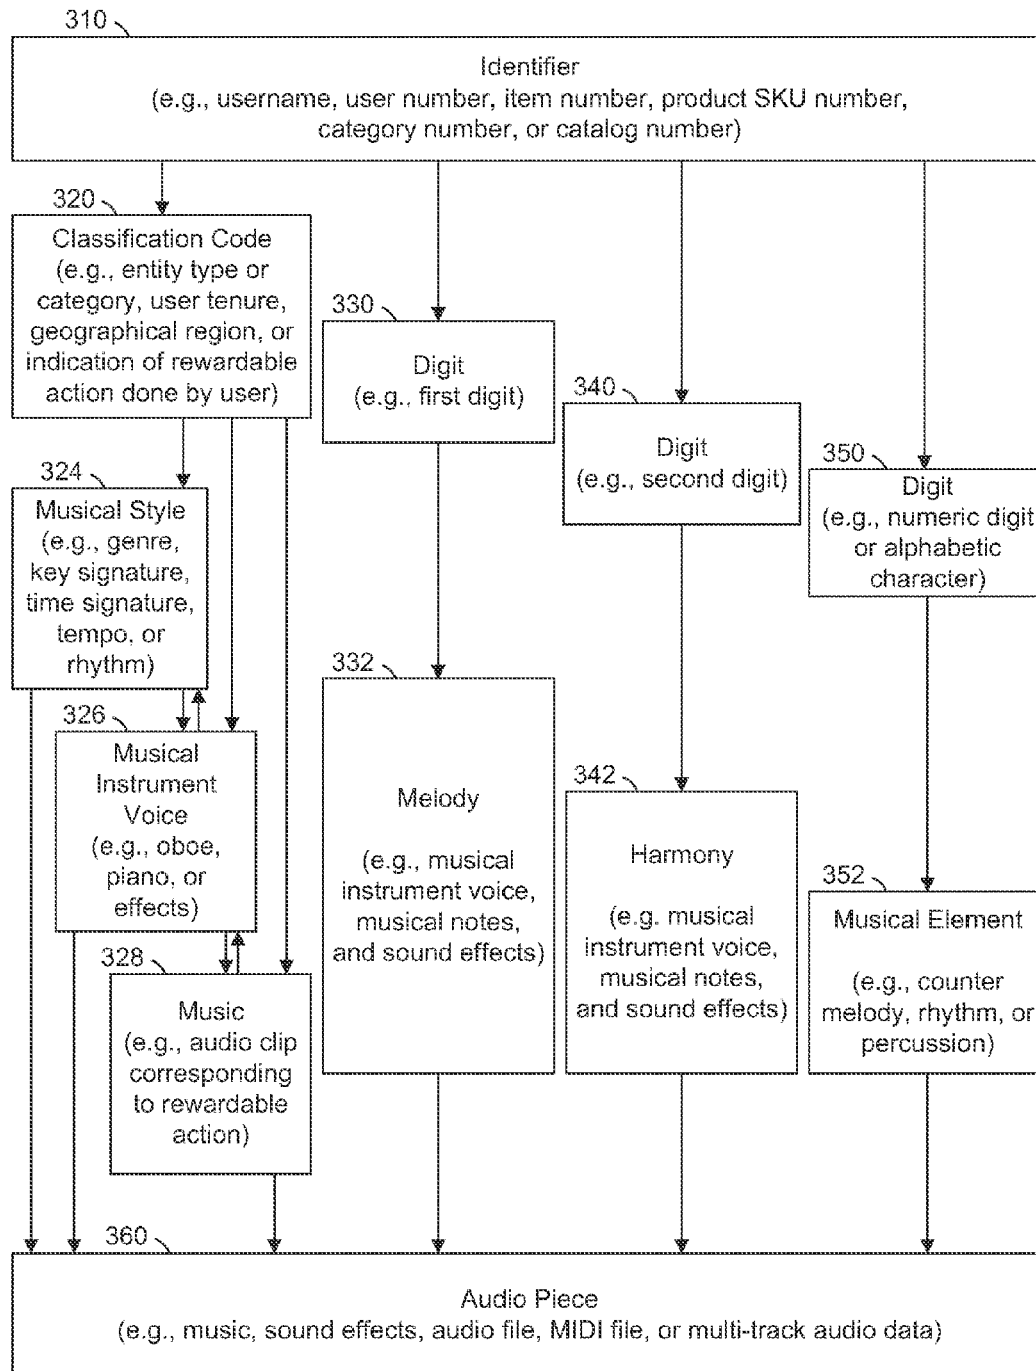 310
Identifier
(e.g., username, user number, item number, product SKU number,
category number, or catalog number)
320
Classification Code
(e.g., entity type or
category, user tenure,
geographical region, or
indication of rewardable
action done by user)
330
Digit
(e.g., first digit)
340
Digit
(e.g., second digit)
350
Digit
(e.g., numeric digit
or alphabetic
character)
324
Musical Style
(e.g., genre,
key signature,
time signature,
tempo, or
rhythm)
326
Musical
Instrument
Voice
(e.g., oboe,
piano, or
effects)
328
Music
(e.g., audio clip
corresponding
to rewardable
action)
332
Melody
(e.g., musical
instrument voice,
musical notes,
and sound effects)
342
Harmony
(e.g. musical
instrument voice,
musical notes,
and sound effects)
352
Musical Element
(e.g., counter
melody, rhythm, or
percussion)
360
Audio Piece
(e.g., music, sound effects, audio file, MIDI file, or multi-track audio data)